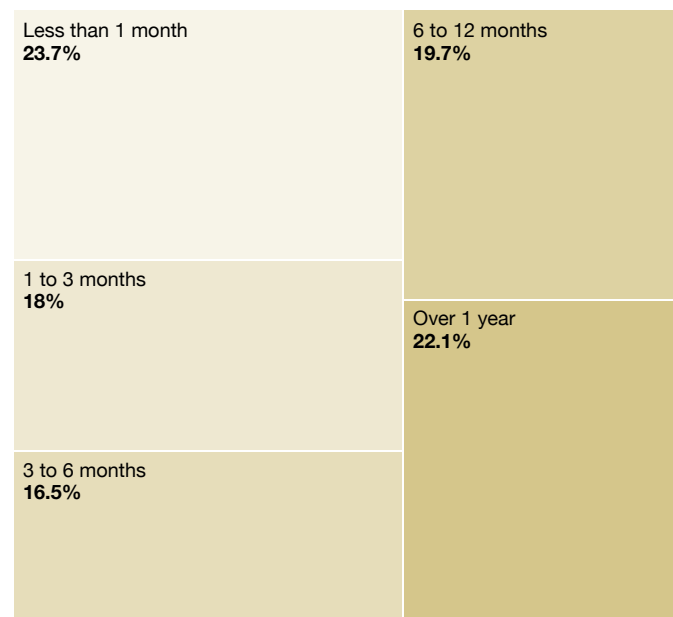 Less than 1 month
23.7%
1 to 3 months
18%
3 to 6 months
16.5%
6 to 12 months
19.7%
Over 1 year
22.1%